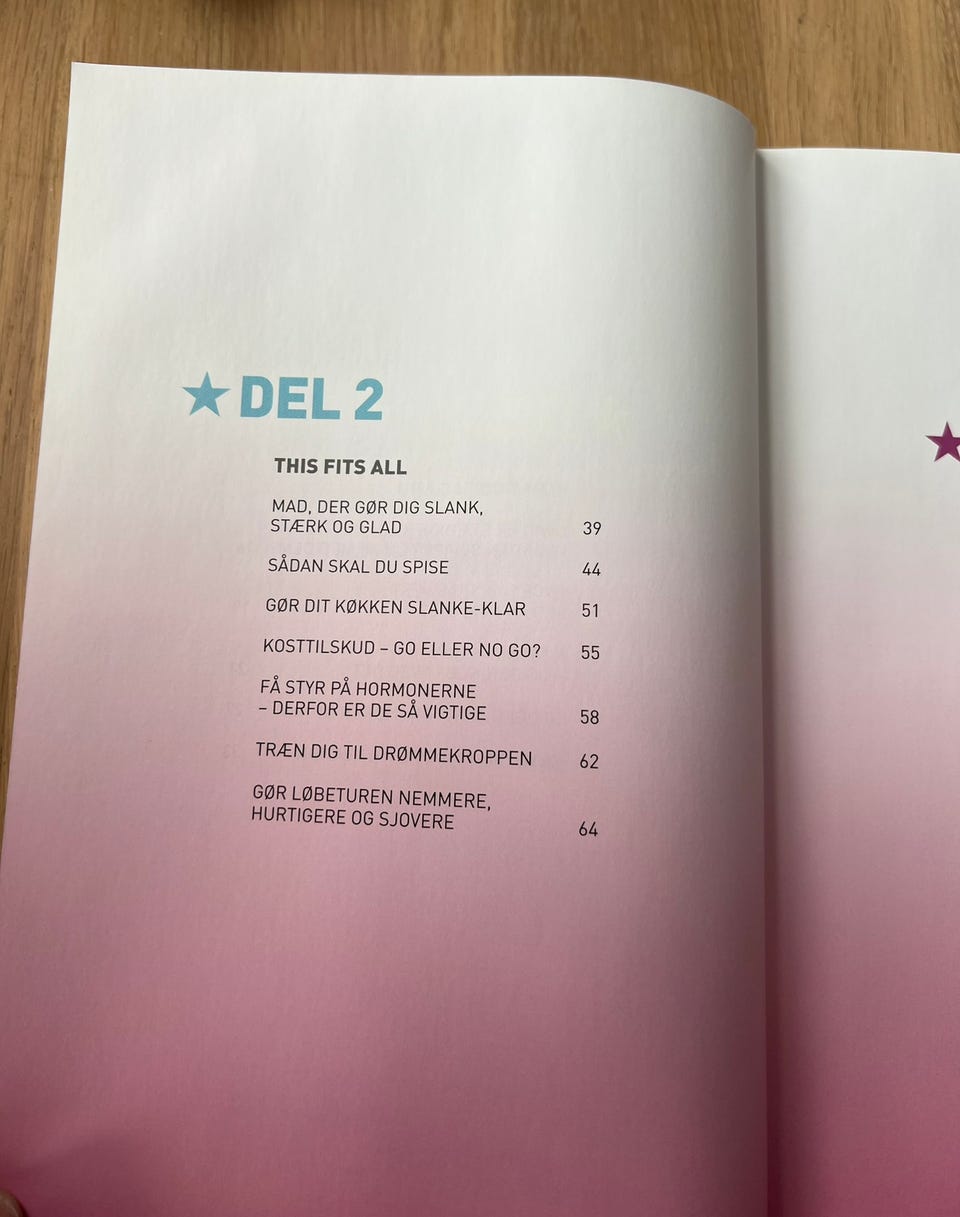 ★ DEL 2
THIS FITS ALL
MAD, DER GØR DIG SLANK,
STÆRK OG GLAD 39
SÅDAN SKAL DU SPISE 44
GØR DIT KØKKEN SLANKE-KLAR 51
KOSTTILSKUD – GO ELLER NO GO? 55
FÅ STYR PÅ HORMONERNE
– DERFOR ER DE SÅ VIGTIGE 58
TRÆN DIG TIL DRØMMEKROPPEN 62
GØR LØBETUREN NEMMERE,
HURTIGERE OG SJOVERE 64